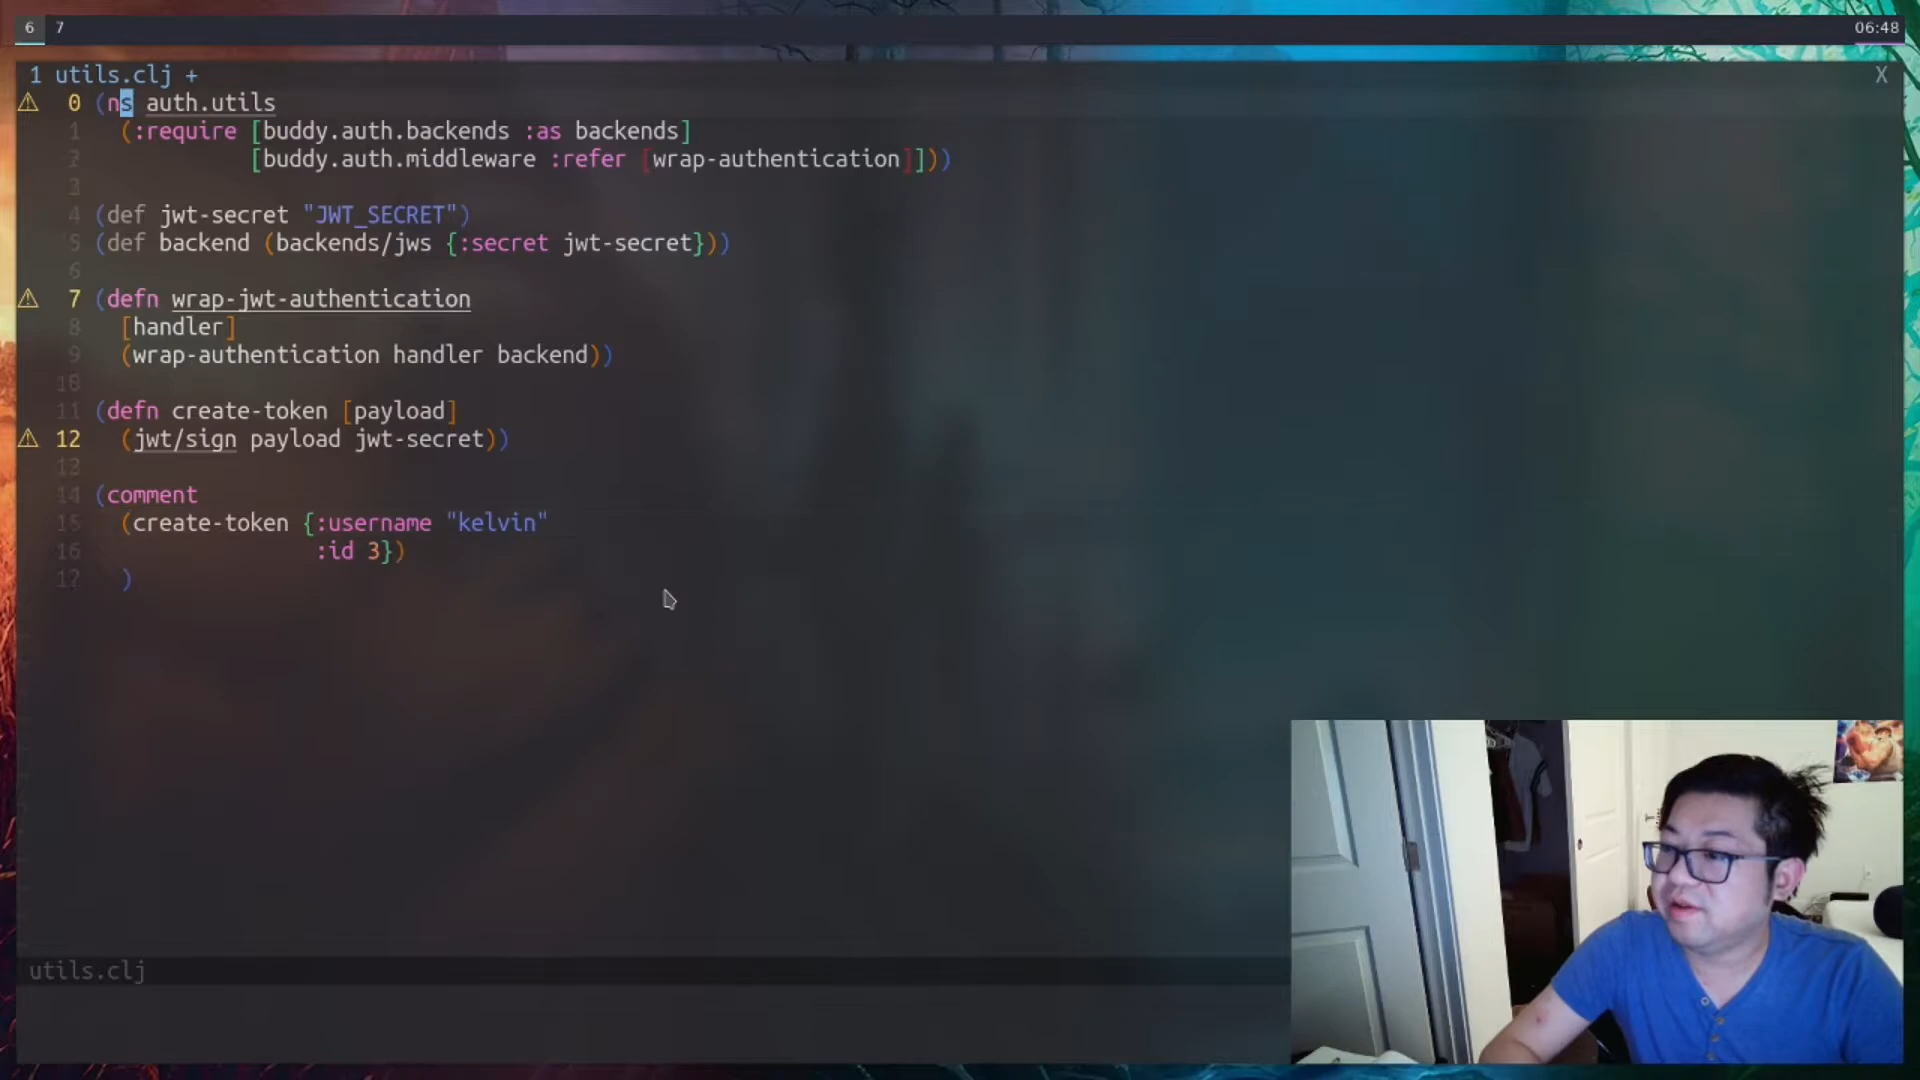 6 7 06:48
1 utils.clj + X
⚠ 0 (ns auth.utils
1 (:require [buddy.auth.backends :as backends]
2 [buddy.auth.middleware :refer [wrap-authentication]]))
3
4 (def jwt-secret "JWT_SECRET")
5 (def backend (backends/jws {:secret jwt-secret}))
6
⚠ 7 (defn wrap-jwt-authentication
8 [handler]
9 (wrap-authentication handler backend))
10
11 (defn create-token [payload]
⚠ 12 (jwt/sign payload jwt-secret))
13
14 (comment
15 (create-token {:username "kelvin"
16 :id 3})
17 )
utils.clj